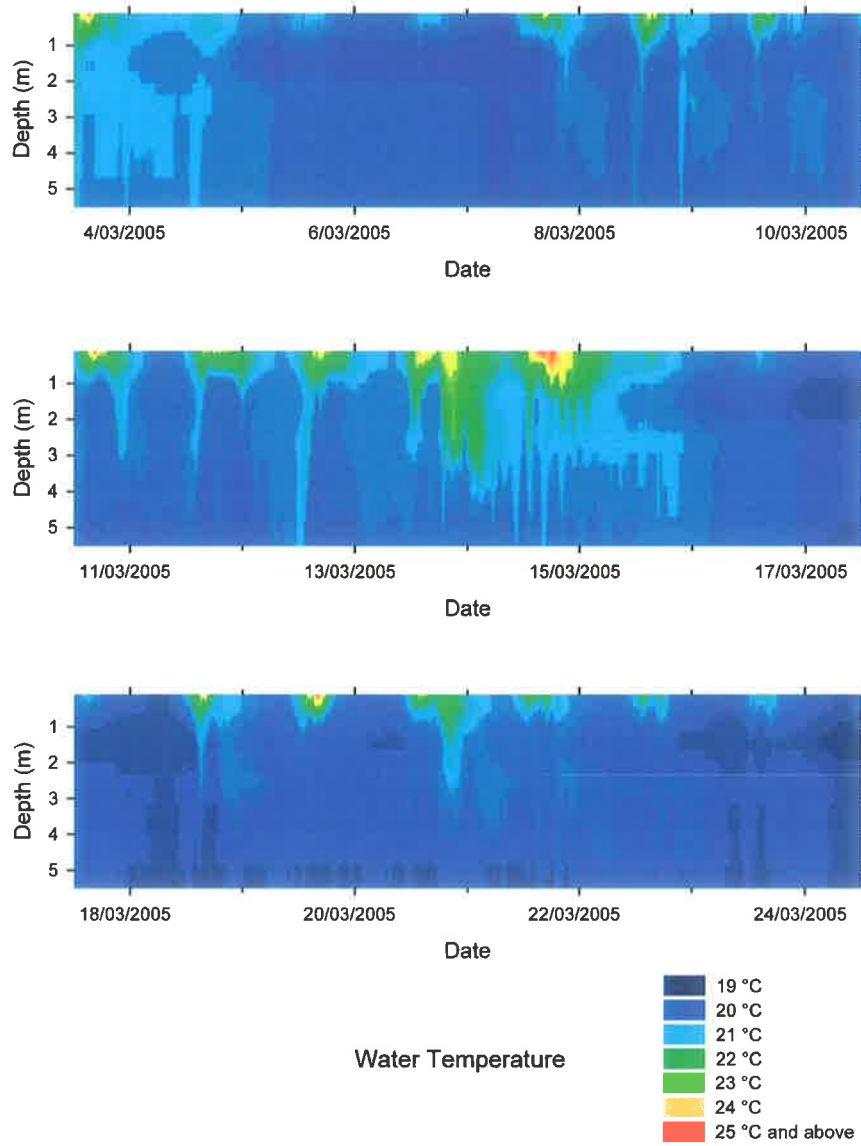 1
2
3
4
5
Depth (m)
4/03/2005 6/03/2005 8/03/2005 10/03/2005
Date
1
2
3
4
5
Depth (m)
11/03/2005 13/03/2005 15/03/2005 17/03/2005
Date
1
2
3
4
5
Depth (m)
18/03/2005 20/03/2005 22/03/2005 24/03/2005
Date
Water Temperature
19 °C
20 °C
21 °C
22 °C
23 °C
24 °C
25 °C and above